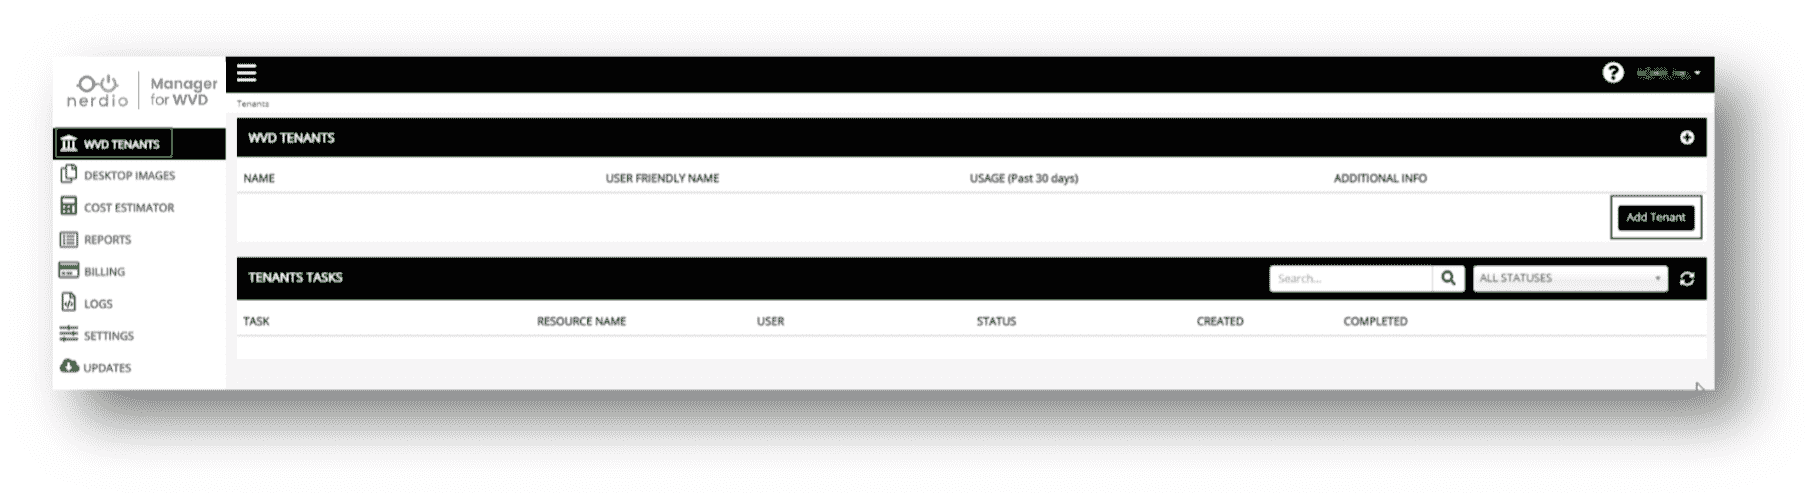 nerdio
Manager
for WVD
Tenants
WVD TENANTS
DESKTOP IMAGES
COST ESTIMATOR
REPORTS
BILLING
LOGS
SETTINGS
UPDATES
WVD TENANTS
NAME USER FRIENDLY NAME USAGE (Past 30 days) ADDITIONAL INFO
Add Tenant
TENANTS TASKS Search... ALL STATUSES
TASK RESOURCE NAME USER STATUS CREATED COMPLETED